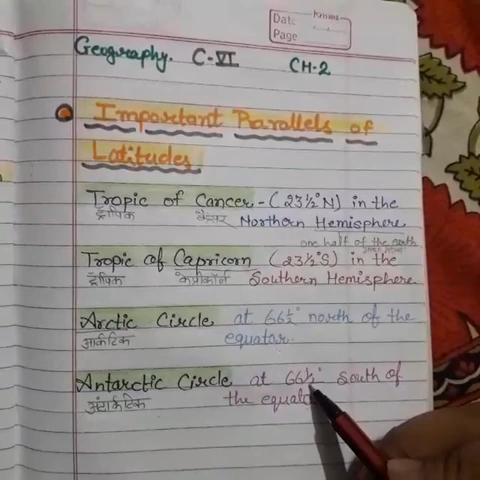 Krishna
Date
Page
Geography. C-VI CH-2
Important Parallels of
Latitudes
Tropic of Cancer - (23½°N) in the
ट्रॉपिक कैंसर Northern Hemisphere
one half of the earth
Tropic of Capricorn (23½°S) in the
ट्रॉपिक केप्रीकॉर्न Southern Hemisphere
Arctic Circle at 66½° north of the
आर्कटिक equator.
Antarctic Circle at 66½° South of
अंटार्कटिक the equator